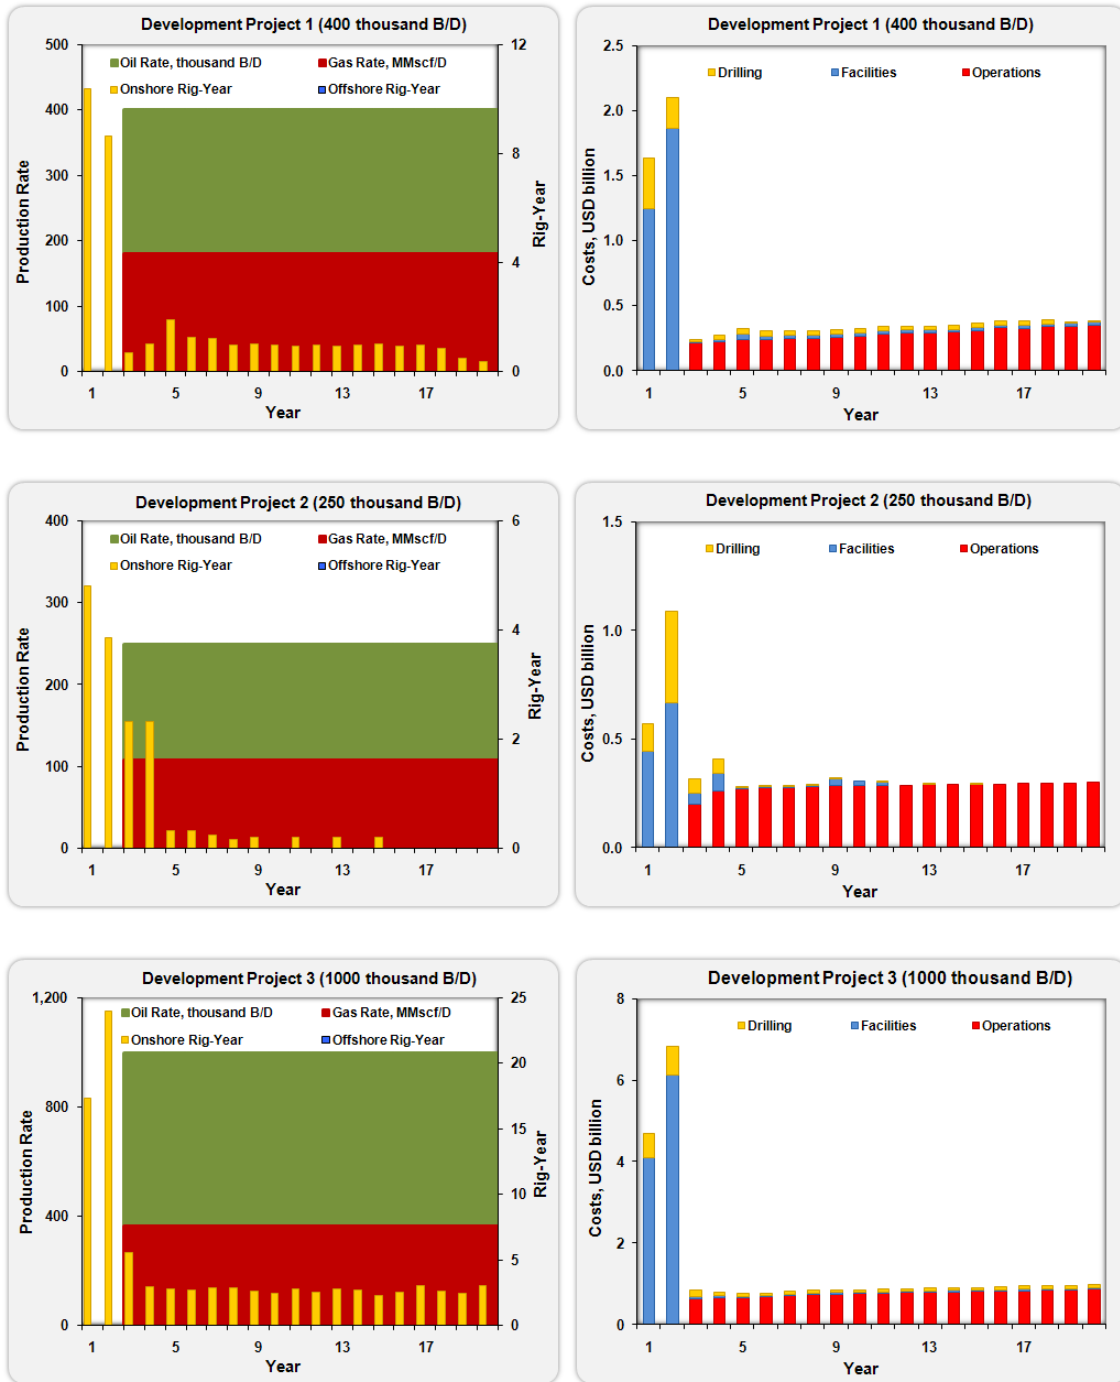 Development Project 1 (400 thousand B/D)
500
400
300
200
100
0
12
8
4
0
Oil Rate, thousand B/D
Gas Rate, MMscf/D
Onshore Rig-Year
Offshore Rig-Year
Production Rate
Rig-Year
1 5 9 13 17
Year
Development Project 1 (400 thousand B/D)
2.5
2.0
1.5
1.0
0.5
0.0
Drilling
Facilities
Operations
Costs, USD billion
1 5 9 13 17
Year
Development Project 2 (250 thousand B/D)
400
300
200
100
0
6
4
2
0
Oil Rate, thousand B/D
Gas Rate, MMscf/D
Onshore Rig-Year
Offshore Rig-Year
Production Rate
Rig-Year
1 5 9 13 17
Year
Development Project 2 (250 thousand B/D)
1.5
1.0
0.5
0.0
Drilling
Facilities
Operations
Costs, USD billion
1 5 9 13 17
Year
Development Project 3 (1000 thousand B/D)
1,200
800
400
0
25
20
15
10
5
0
Oil Rate, thousand B/D
Gas Rate, MMscf/D
Onshore Rig-Year
Offshore Rig-Year
Production Rate
Rig-Year
1 5 9 13 17
Year
Development Project 3 (1000 thousand B/D)
8
6
4
2
0
Drilling
Facilities
Operations
Costs, USD billion
1 5 9 13 17
Year